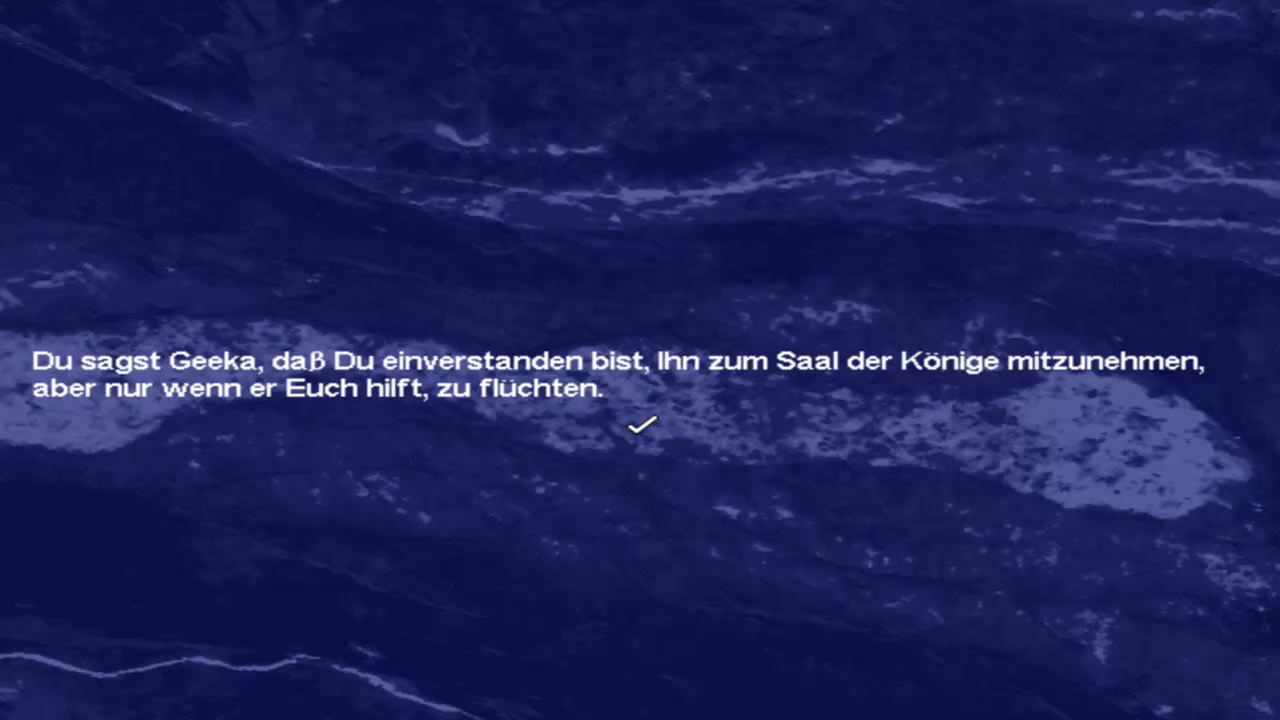 Du sagst Geeka, daß Du einverstanden bist, Ihn zum Saal der Könige mitzunehmen,
aber nur wenn er Euch hilft, zu flüchten.